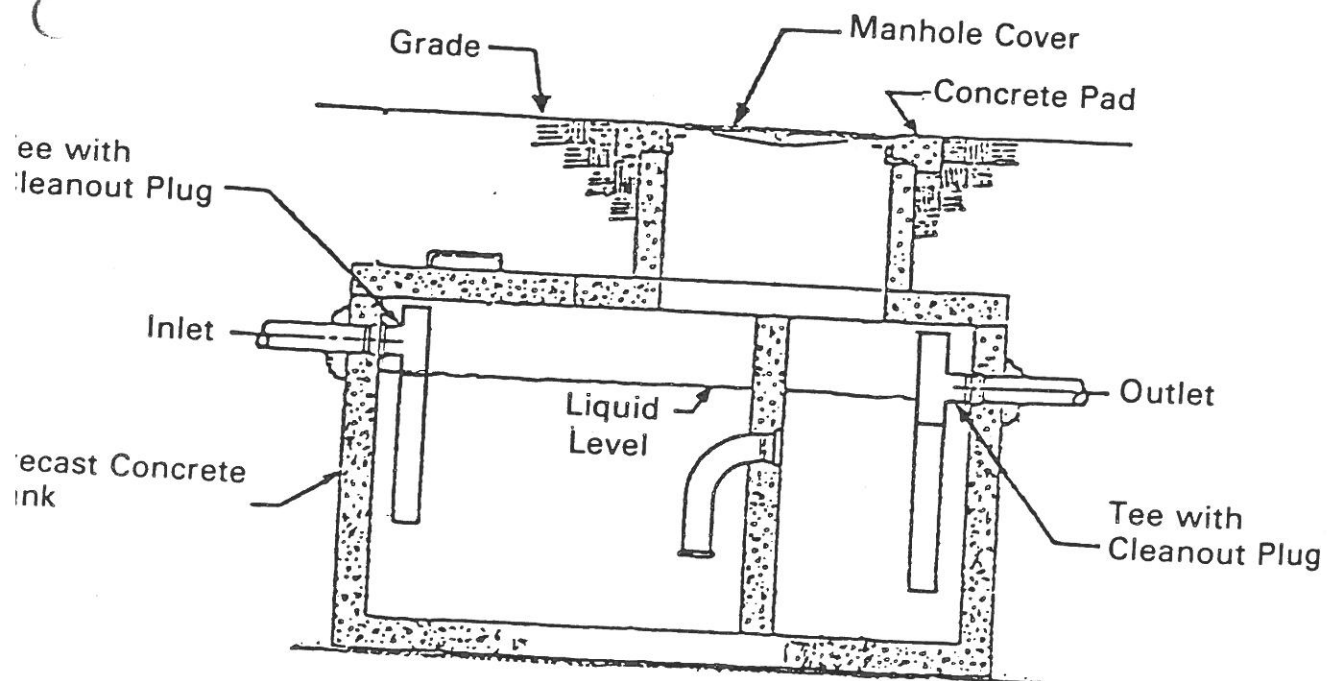 Grade
Manhole Cover
Concrete Pad
ee with
leanout Plug
Inlet
Liquid
Level
Outlet
ecast Concrete
nk
Tee with
Cleanout Plug